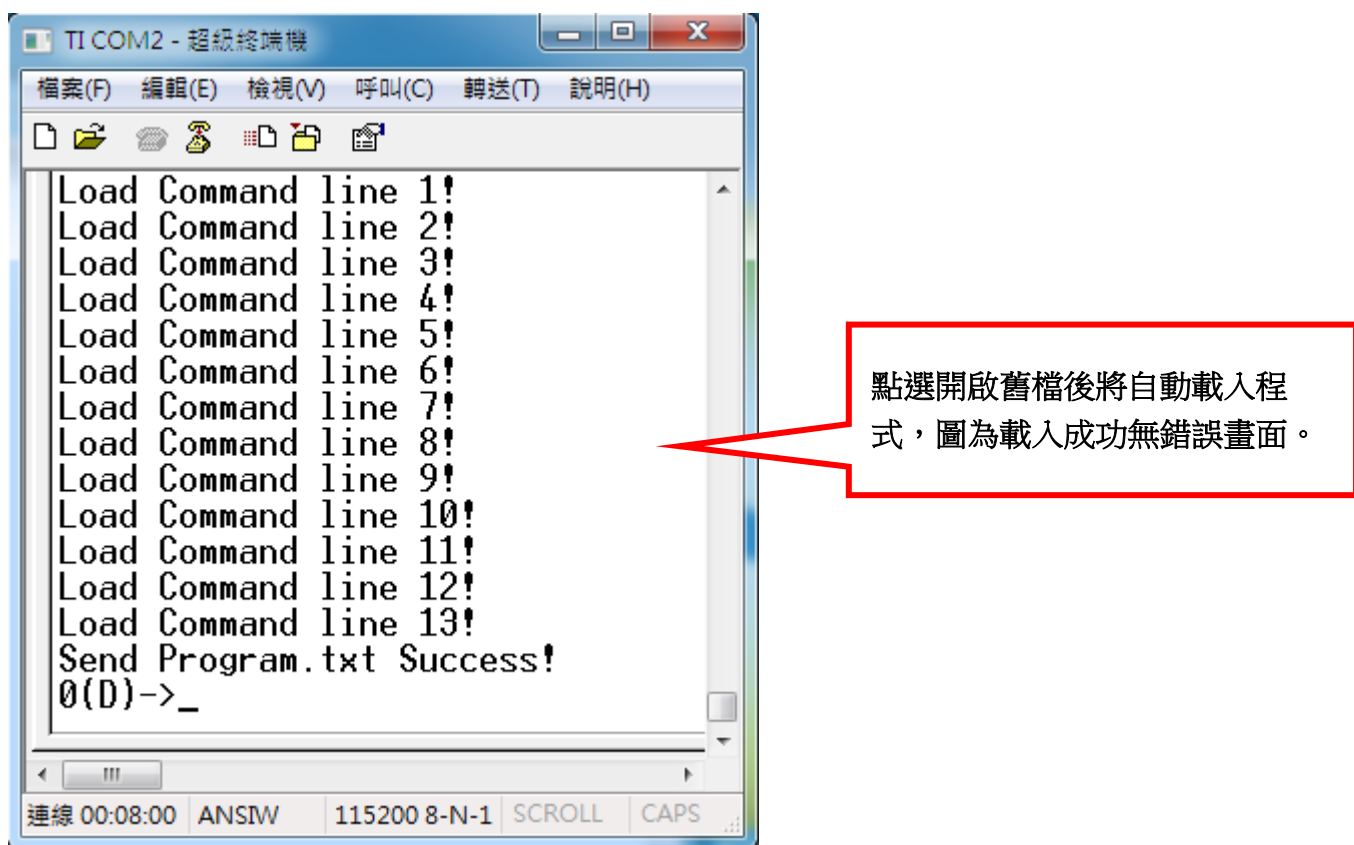 TI COM2 - 超級終端機
檔案(F) 編輯(E) 檢視(V) 呼叫(C) 轉送(T) 說明(H)
Load Command line 1!
Load Command line 2!
Load Command line 3!
Load Command line 4!
Load Command line 5!
Load Command line 6!
Load Command line 7!
Load Command line 8!
Load Command line 9!
Load Command line 10!
Load Command line 11!
Load Command line 12!
Load Command line 13!
Send Program.txt Success!
0(D)->_
連線 00:08:00 ANSIW 115200 8-N-1 SCROLL CAPS
點選開啟舊檔後將自動載入程
式，圖為載入成功無錯誤畫面。